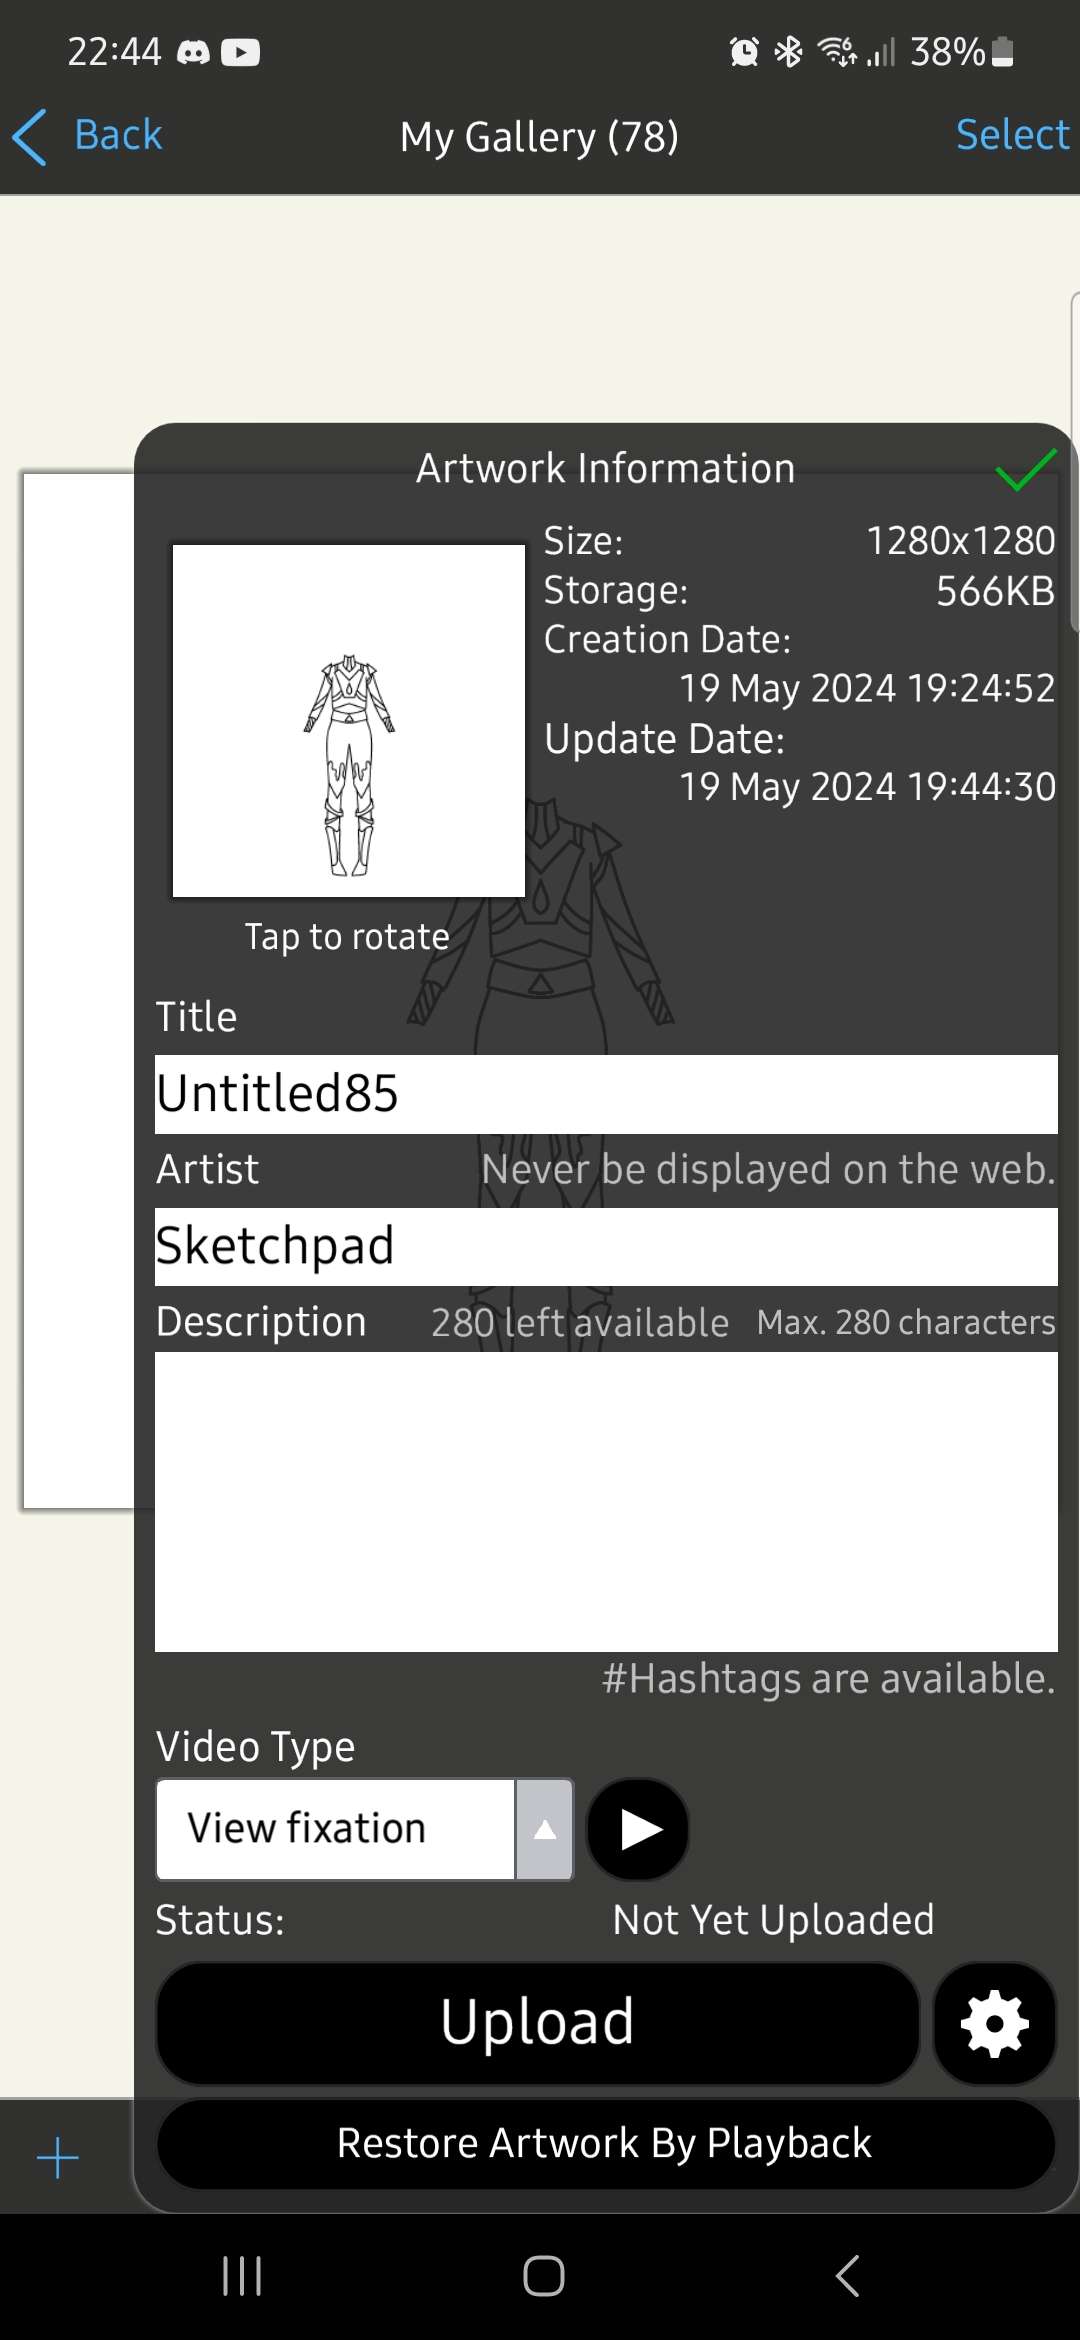 22:44 38%
Back My Gallery (78) Select
Artwork Information
Size: 1280x1280
Storage: 566KB
Creation Date:
19 May 2024 19:24:52
Update Date:
19 May 2024 19:44:30
Tap to rotate
Title
Untitled85
Artist Never be displayed on the web.
Sketchpad
Description 280 left available Max. 280 characters
#Hashtags are available.
Video Type
View fixation
Status: Not Yet Uploaded
Upload
Restore Artwork By Playback